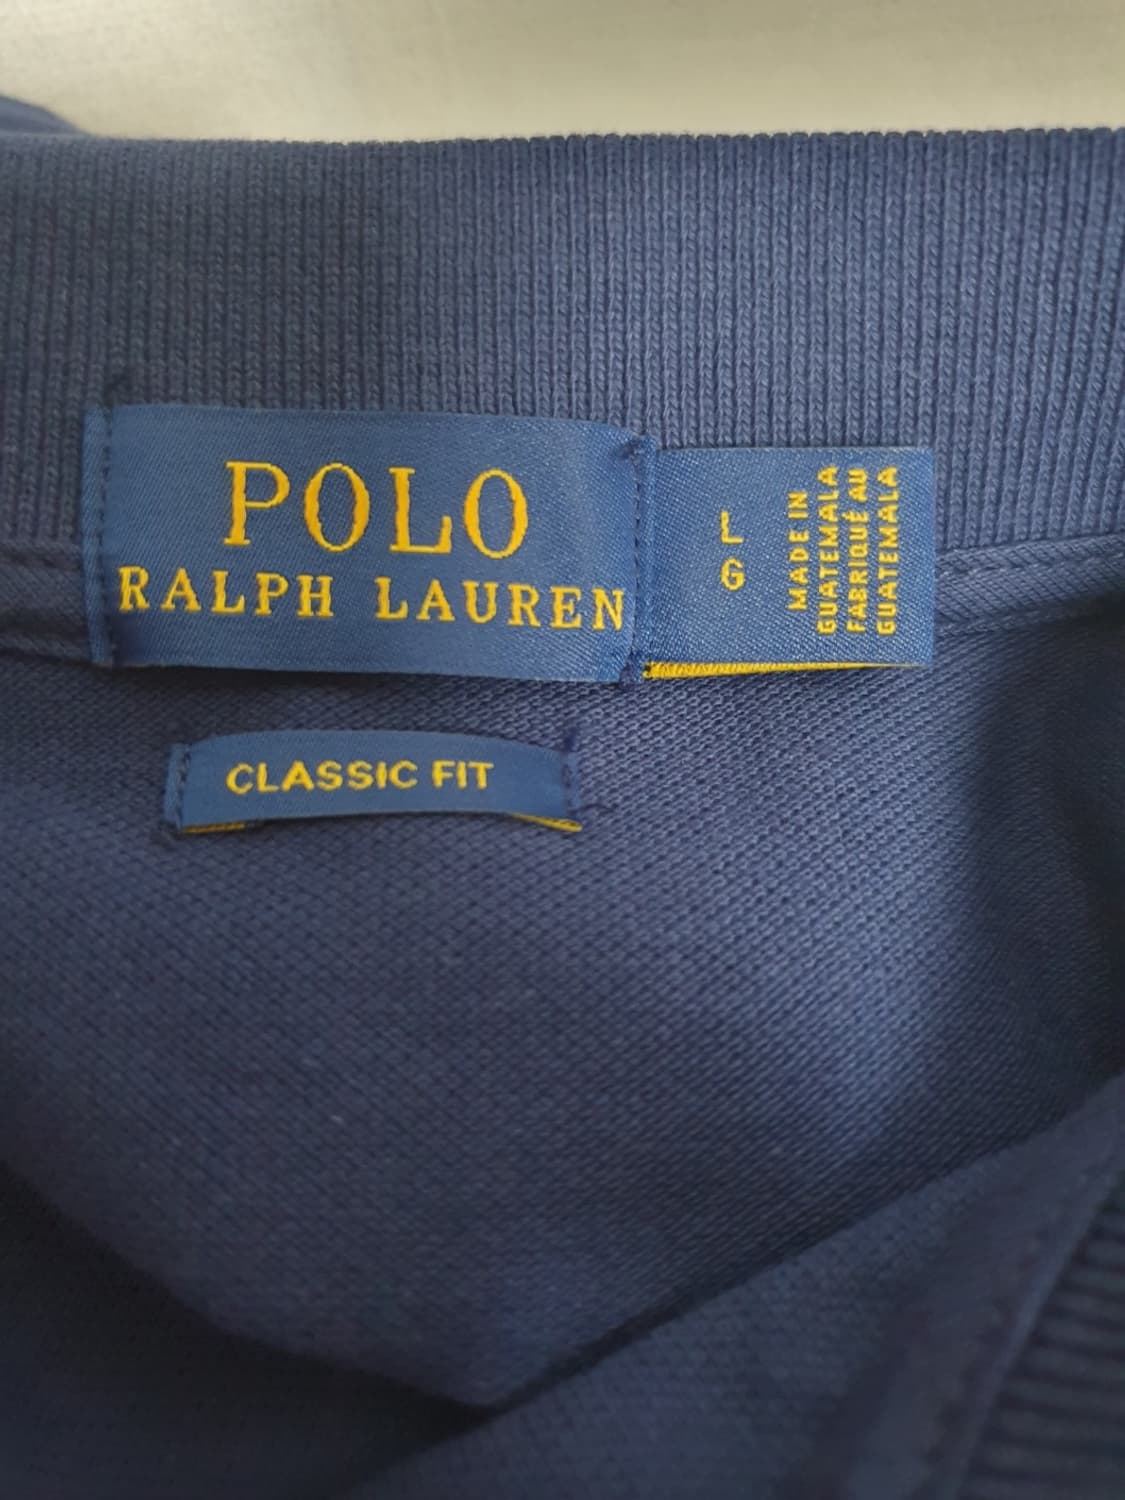 POLO
RALPH LAUREN
L
G
MADE IN
GUATEMALA
FABRIQUÉ AU
GUATEMALA
CLASSIC FIT